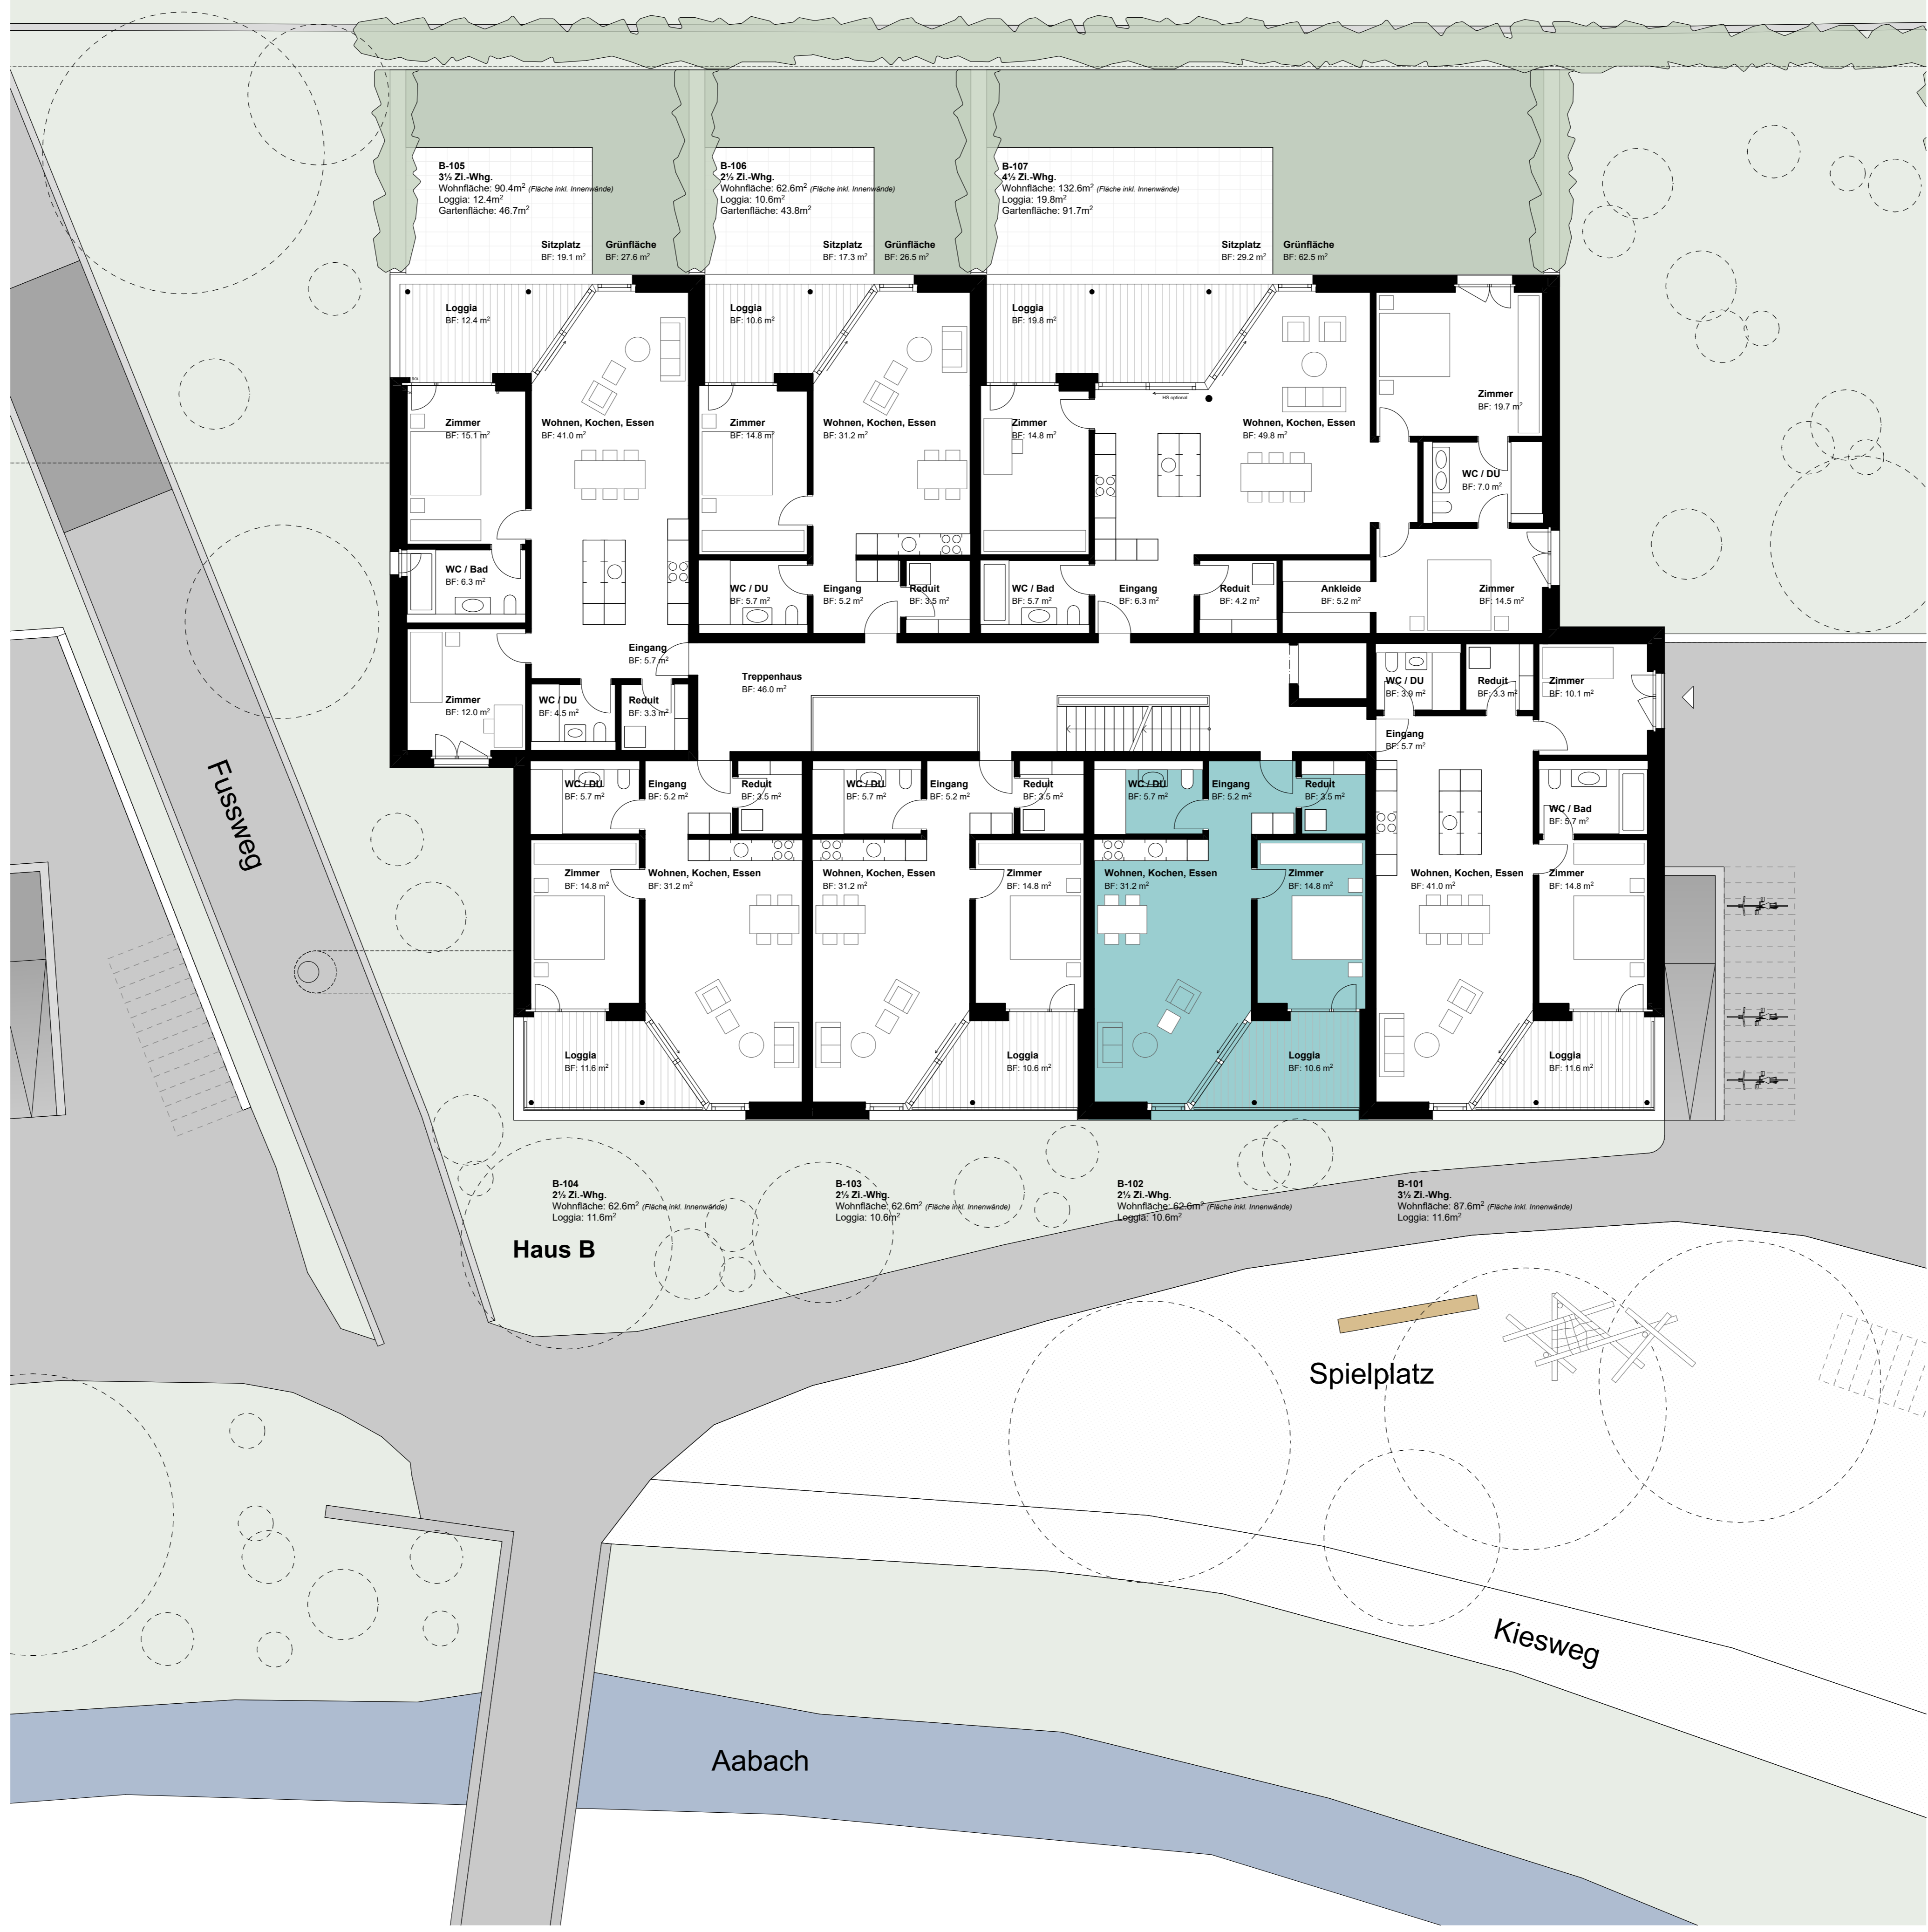 B-105
3½ Zi.-Whg.
Wohnfläche: 90.4m² (Fläche inkl. Innenwände)
Loggia: 12.4m²
Gartenfläche: 46.7m²
Sitzplatz
BF: 19.1 m²
Grünfläche
BF: 27.6 m²
B-106
2½ Zi.-Whg.
Wohnfläche: 62.6m² (Fläche inkl. Innenwände)
Loggia: 10.6m²
Gartenfläche: 43.8m²
Sitzplatz
BF: 17.3 m²
Grünfläche
BF: 26.5 m²
B-107
4½ Zi.-Whg.
Wohnfläche: 132.6m² (Fläche inkl. Innenwände)
Loggia: 19.8m²
Gartenfläche: 91.7m²
Sitzplatz
BF: 29.2 m²
Grünfläche
BF: 62.5 m²
Loggia
BF: 12.4 m²
Zimmer
BF: 15.1 m²
Wohnen, Kochen, Essen
BF: 41.0 m²
WC / Bad
BF: 6.3 m²
Zimmer
BF: 12.0 m²
WC / DU
BF: 4.5 m²
Reduit
BF: 3.3 m²
Eingang
BF: 5.7 m²
Loggia
BF: 10.6 m²
Zimmer
BF: 14.8 m²
Wohnen, Kochen, Essen
BF: 31.2 m²
WC / DU
BF: 5.7 m²
Eingang
BF: 5.2 m²
Reduit
BF: 3.5 m²
Loggia
BF: 19.8 m²
HS optional
Zimmer
BF: 14.8 m²
Wohnen, Kochen, Essen
BF: 49.8 m²
Zimmer
BF: 19.7 m²
WC / DU
BF: 7.0 m²
WC / Bad
BF: 5.7 m²
Eingang
BF: 6.3 m²
Reduit
BF: 4.2 m²
Ankleide
BF: 5.2 m²
Zimmer
BF: 14.5 m²
Treppenhaus
BF: 46.0 m²
WC / DU
BF: 3.9 m²
Reduit
BF: 3.3 m²
Zimmer
BF: 10.1 m²
Eingang
BF: 5.7 m²
WC / DU
BF: 5.7 m²
Eingang
BF: 5.2 m²
Reduit
BF: 3.5 m²
WC / DU
BF: 5.7 m²
Eingang
BF: 5.2 m²
Reduit
BF: 3.5 m²
WC / DU
BF: 5.7 m²
Eingang
BF: 5.2 m²
Reduit
BF: 3.5 m²
WC / Bad
BF: 5.7 m²
Zimmer
BF: 14.8 m²
Wohnen, Kochen, Essen
BF: 31.2 m²
Wohnen, Kochen, Essen
BF: 31.2 m²
Zimmer
BF: 14.8 m²
Wohnen, Kochen, Essen
BF: 31.2 m²
Zimmer
BF: 14.8 m²
Wohnen, Kochen, Essen
BF: 41.0 m²
Zimmer
BF: 14.8 m²
Loggia
BF: 11.6 m²
Loggia
BF: 10.6 m²
Loggia
BF: 10.6 m²
Loggia
BF: 11.6 m²
Fussweg
B-104
2½ Zi.-Whg.
Wohnfläche: 62.6m² (Fläche inkl. Innenwände)
Loggia: 11.6m²
B-103
2½ Zi.-Whg.
Wohnfläche: 62.6m² (Fläche inkl. Innenwände)
Loggia: 10.6m²
B-102
2½ Zi.-Whg.
Wohnfläche: 62.6m² (Fläche inkl. Innenwände)
Loggia: 10.6m²
B-101
3½ Zi.-Whg.
Wohnfläche: 87.6m² (Fläche inkl. Innenwände)
Loggia: 11.6m²
Haus B
Spielplatz
Kiesweg
Aabach